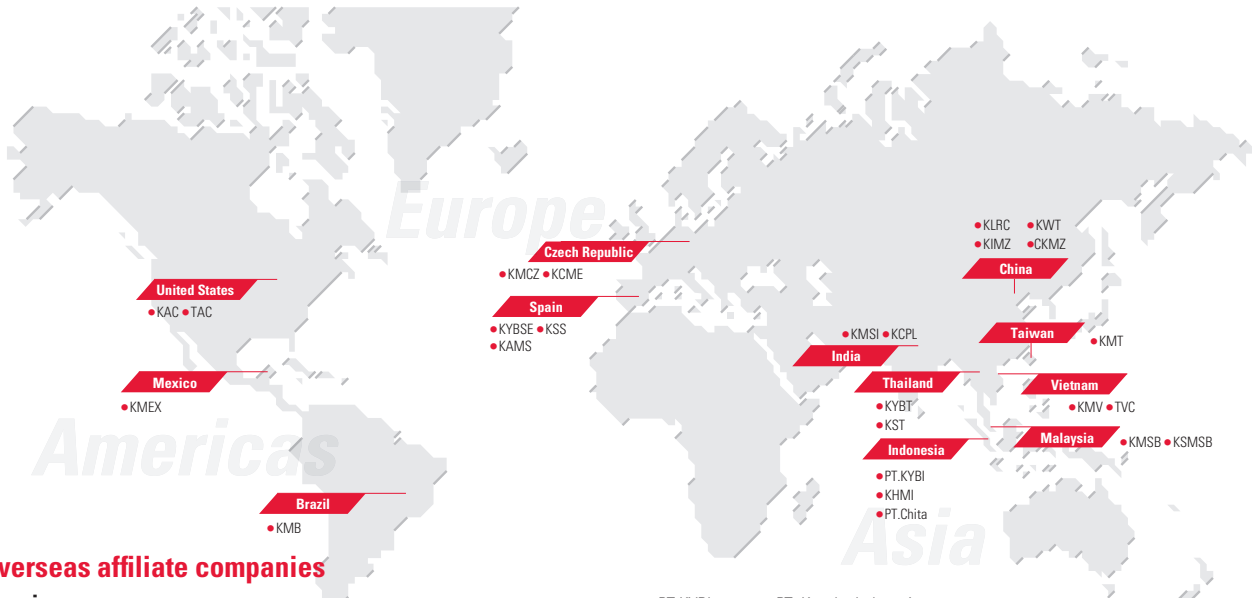 Europe
Americas
Asia
●KLRC ●KWT
●KIMZ ●CKMZ
China
Czech Republic
●KMCZ ●KCME
United States
●KAC ●TAC
Spain
●KYBSE ●KSS
●KAMS
Taiwan
●KMT
●KMSI ●KCPL
India
Mexico
●KMEX
Thailand
●KYBT
●KST
Vietnam
●KMV ●TVC
Malaysia
●KMSB ●KSMSB
Indonesia
●PT.KYBI
●KHMI
●PT.Chita
Brazil
●KMB
verseas affiliate companies